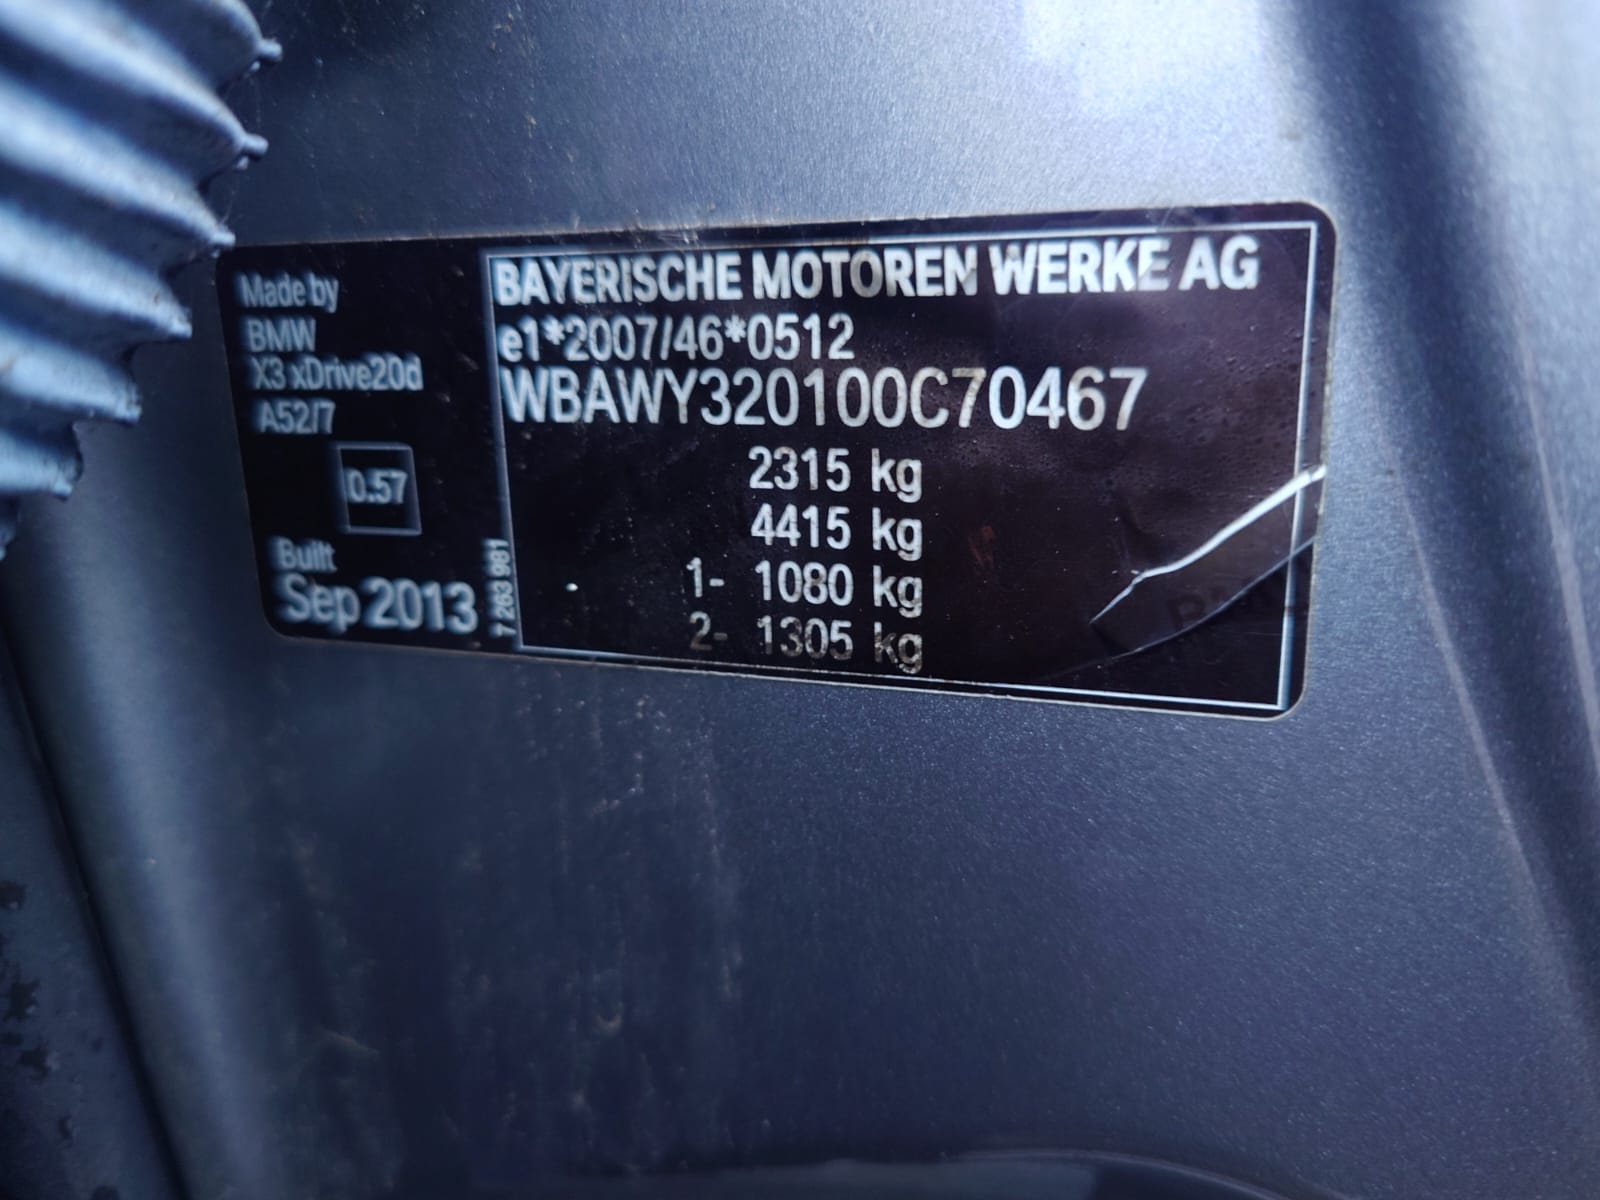 Made by
BMW
X3 xDrive20d
A52/7
0.57
Built
Sep 2013
7 263 981
BAYERISCHE MOTOREN WERKE AG
e1*2007/46*0512
WBAWY320100C70467
2315 kg
4415 kg
1- 1080 kg
2- 1305 kg